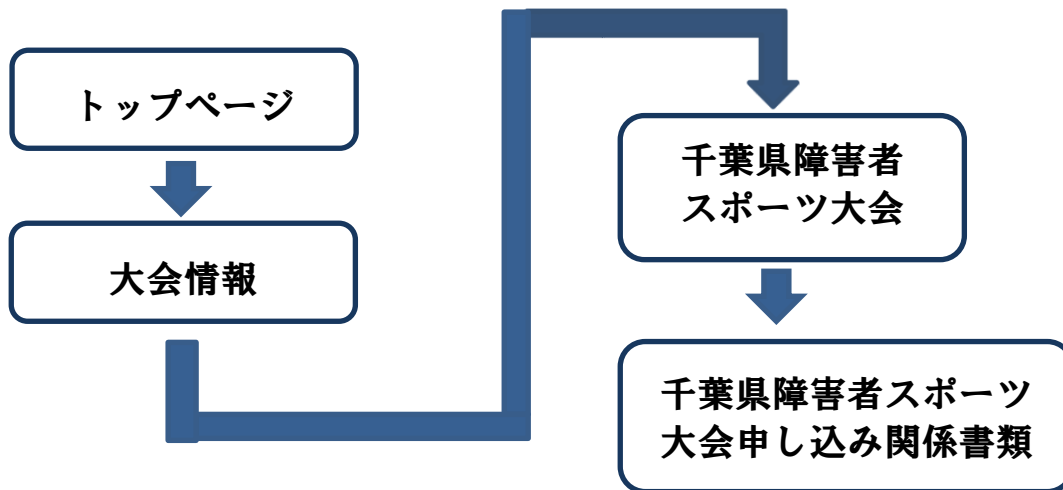 トップページ
大会情報
千葉県障害者
スポーツ大会
千葉県障害者スポーツ
大会申し込み関係書類